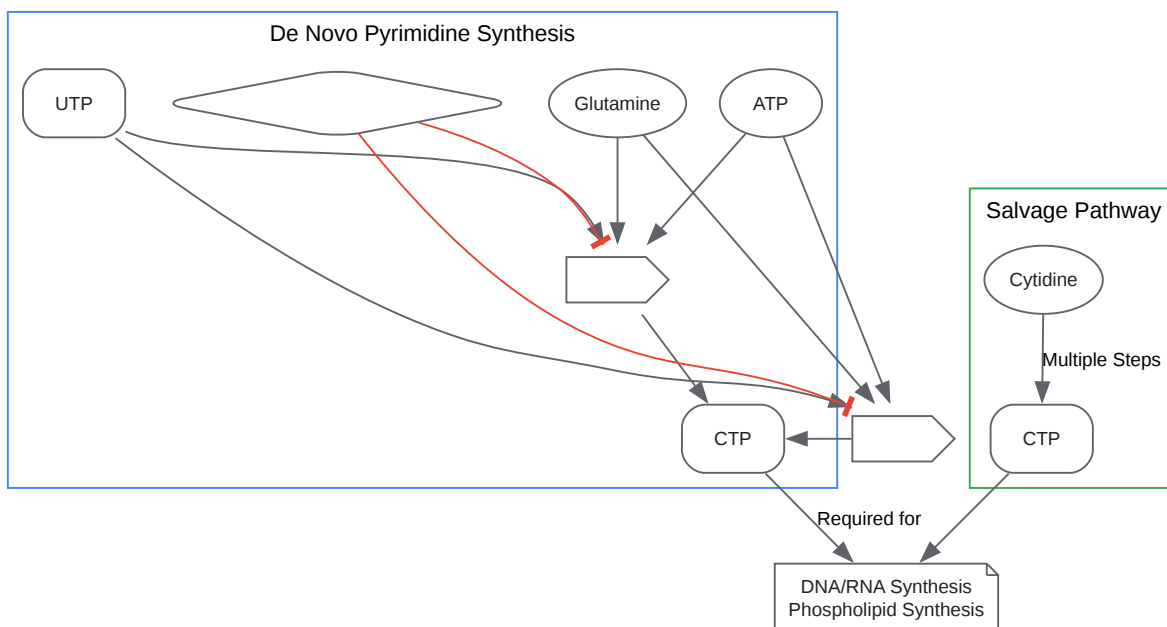 De Novo Pyrimidine Synthesis
UTP
Glutamine
ATP
Salvage Pathway
Cytidine
Multiple Steps
CTP
CTP
Required for
DNA/RNA Synthesis
Phospholipid Synthesis